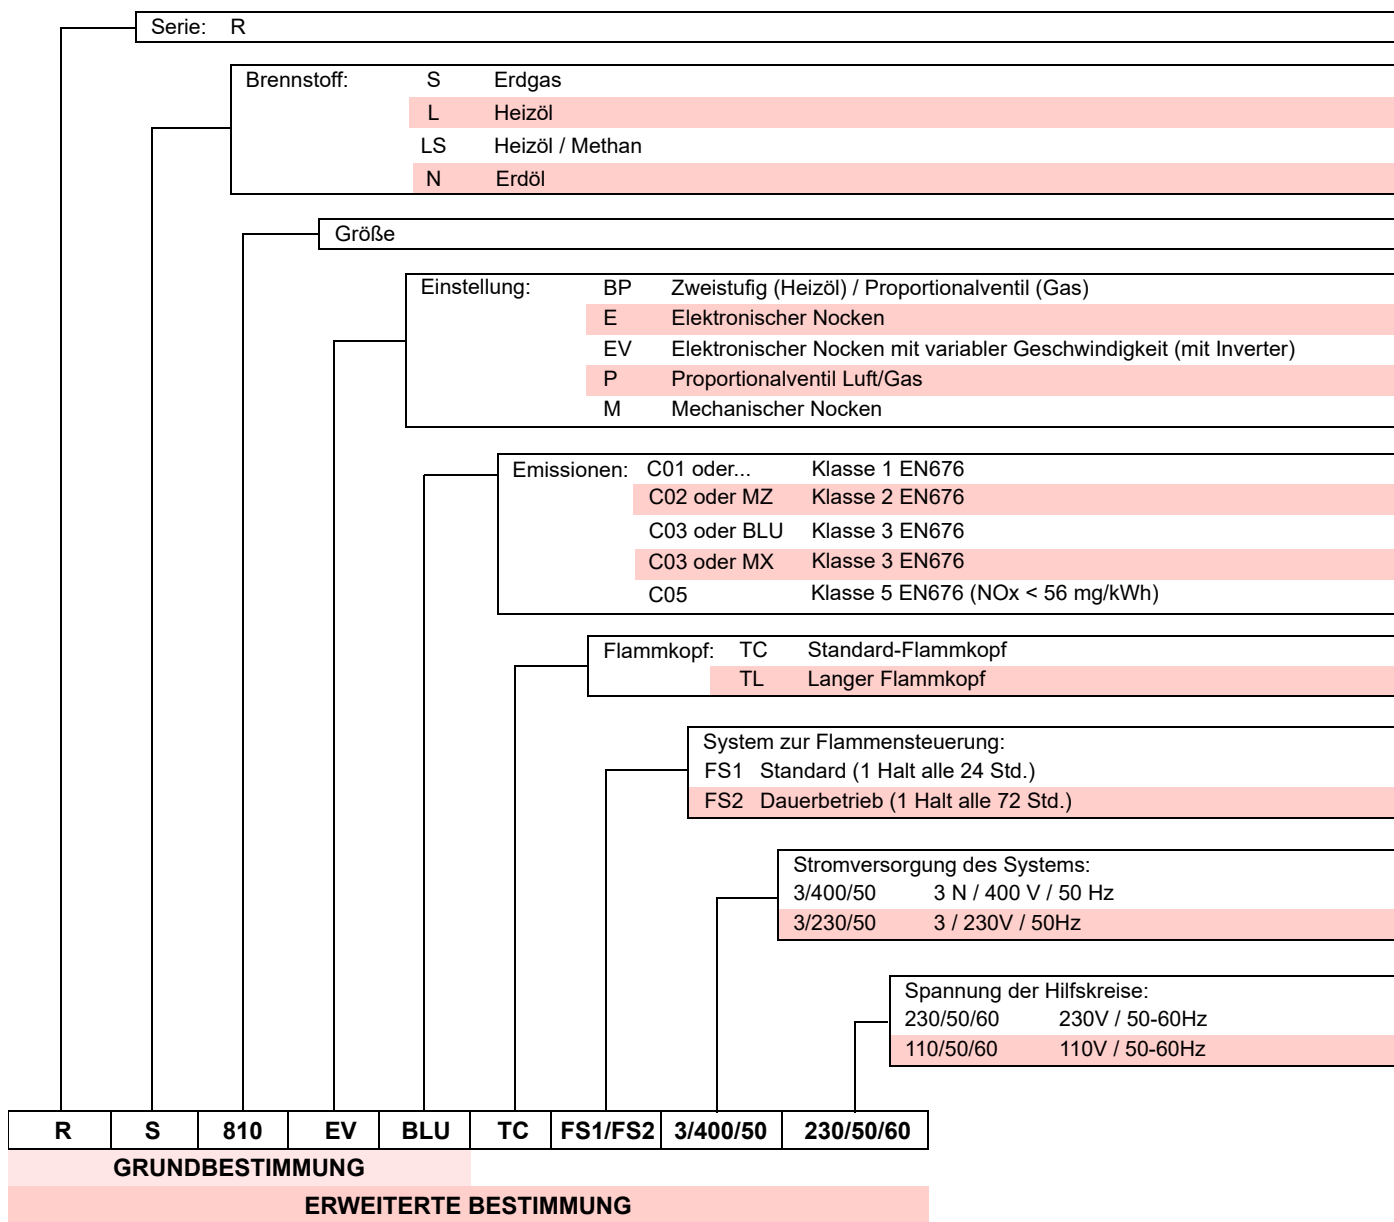 Serie: R
Brennstoff: S Erdgas
L Heizöl
LS Heizöl / Methan
N Erdöl
Größe
Einstellung: BP Zweistufig (Heizöl) / Proportionalventil (Gas)
E Elektronischer Nocken
EV Elektronischer Nocken mit variabler Geschwindigkeit (mit Inverter)
P Proportionalventil Luft/Gas
M Mechanischer Nocken
Emissionen: C01 oder... Klasse 1 EN676
C02 oder MZ Klasse 2 EN676
C03 oder BLU Klasse 3 EN676
C03 oder MX Klasse 3 EN676
C05 Klasse 5 EN676 (NOx < 56 mg/kWh)
Flammkopf: TC Standard-Flammkopf
TL Langer Flammkopf
System zur Flammensteuerung:
FS1 Standard (1 Halt alle 24 Std.)
FS2 Dauerbetrieb (1 Halt alle 72 Std.)
Stromversorgung des Systems:
3/400/50 3 N / 400 V / 50 Hz
3/230/50 3 / 230V / 50Hz
Spannung der Hilfskreise:
230/50/60 230V / 50-60Hz
110/50/60 110V / 50-60Hz
R S 810 EV BLU TC FS1/FS2 3/400/50 230/50/60
GRUNDBESTIMMUNG
ERWEITERTE BESTIMMUNG